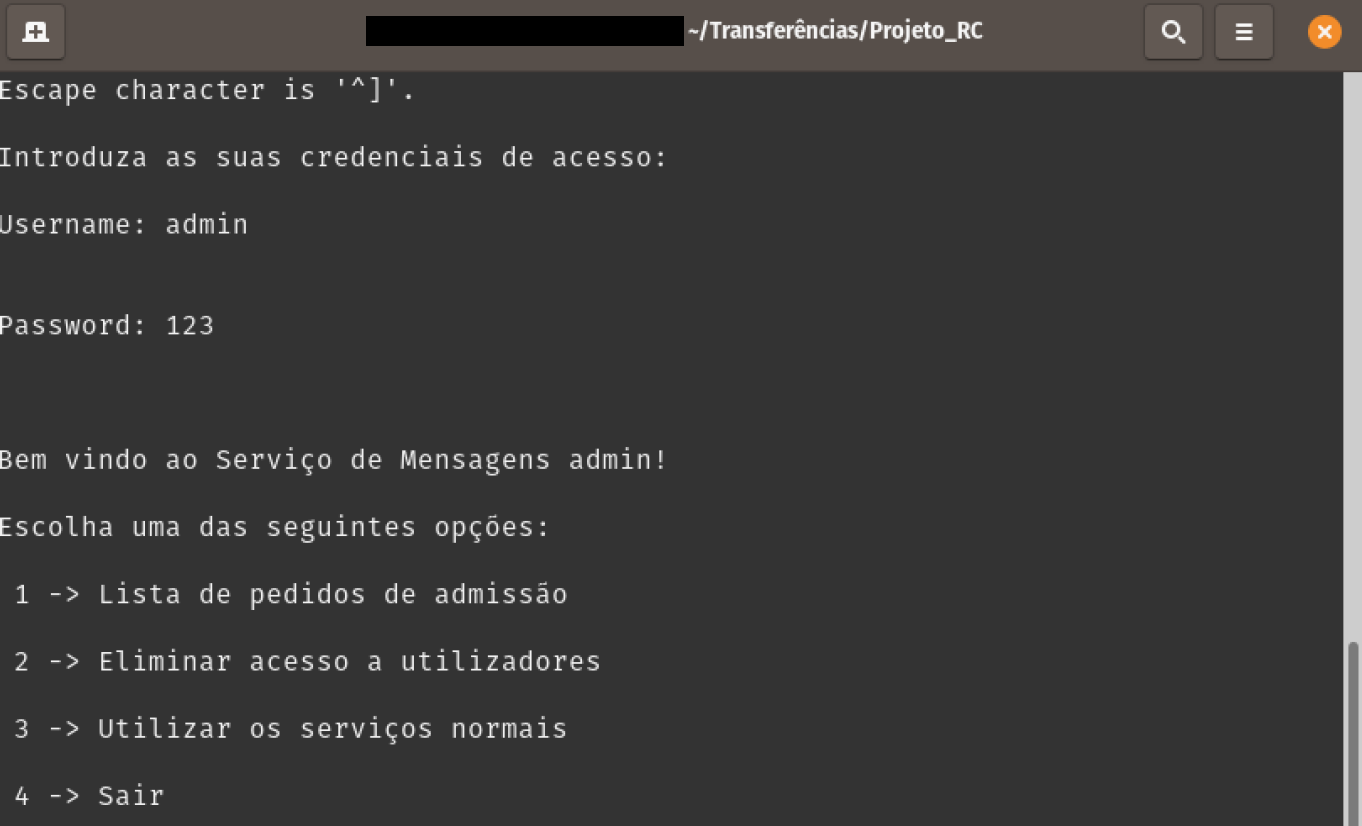 ~/Transferências/Projeto_RC
Escape character is '^]'.
Introduza as suas credenciais de acesso:
Username: admin
Password: 123
Bem vindo ao Serviço de Mensagens admin!
Escolha uma das seguintes opções:
1 -> Lista de pedidos de admissão
2 -> Eliminar acesso a utilizadores
3 -> Utilizar os serviços normais
4 -> Sair